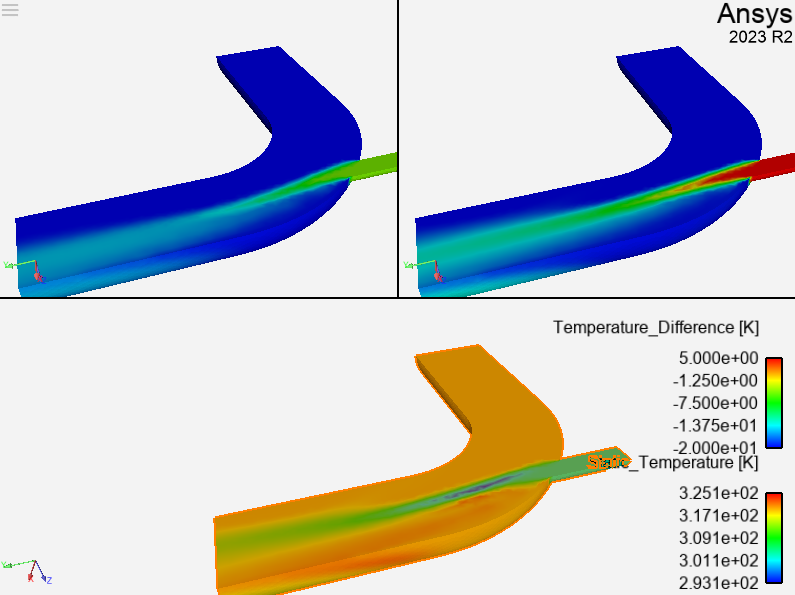 Ansys
2023 R2
Temperature_Difference [K]
5.000e+00
-1.250e+00
-7.500e+00
-1.375e+01
-2.000e+01
Static_Temperature [K]
3.251e+02
3.171e+02
3.091e+02
3.011e+02
2.931e+02
Z